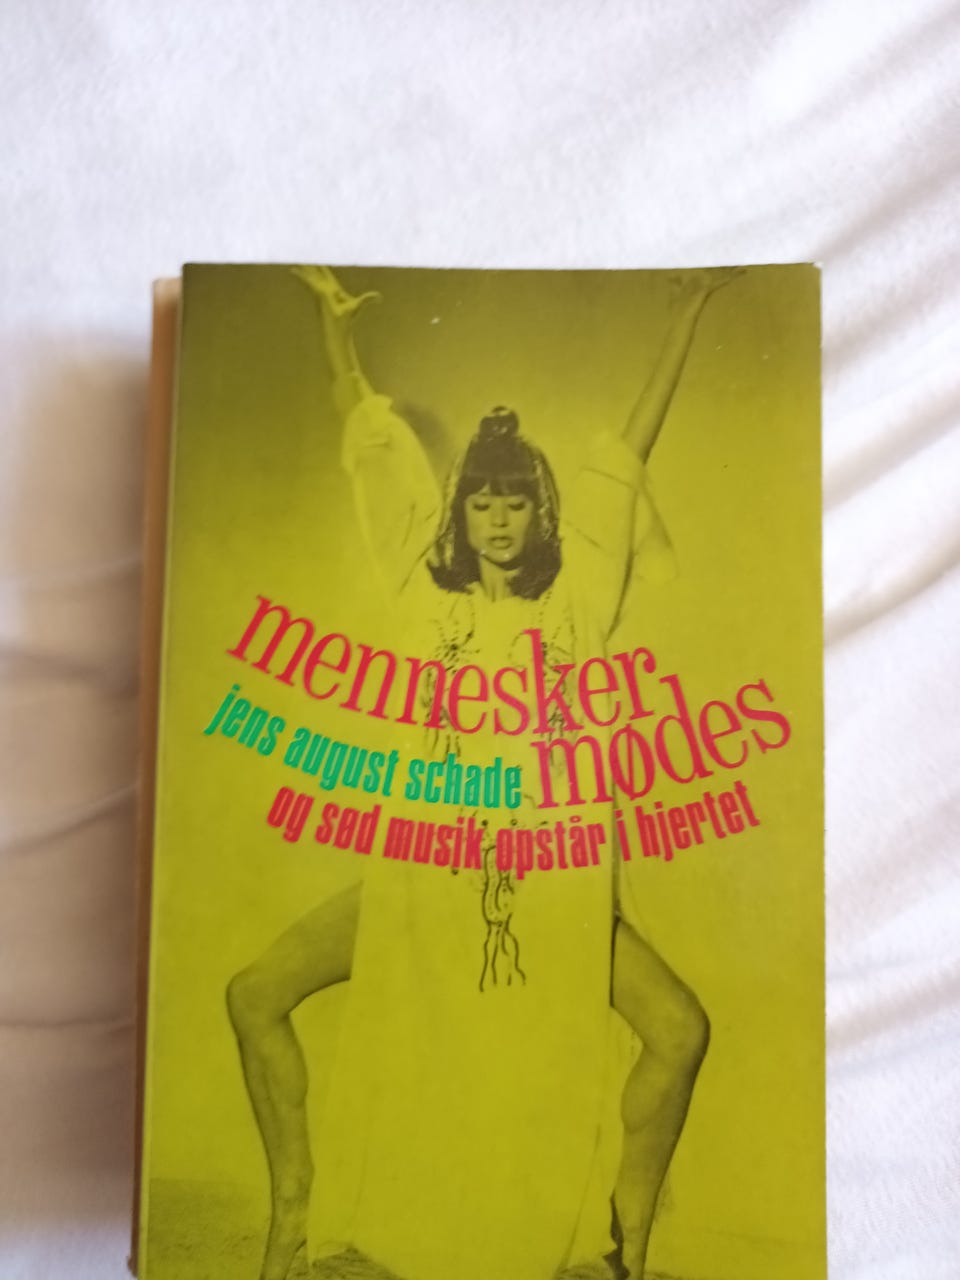 mennesker
mødes
jens august schade
og sød musik opstår i hjertet